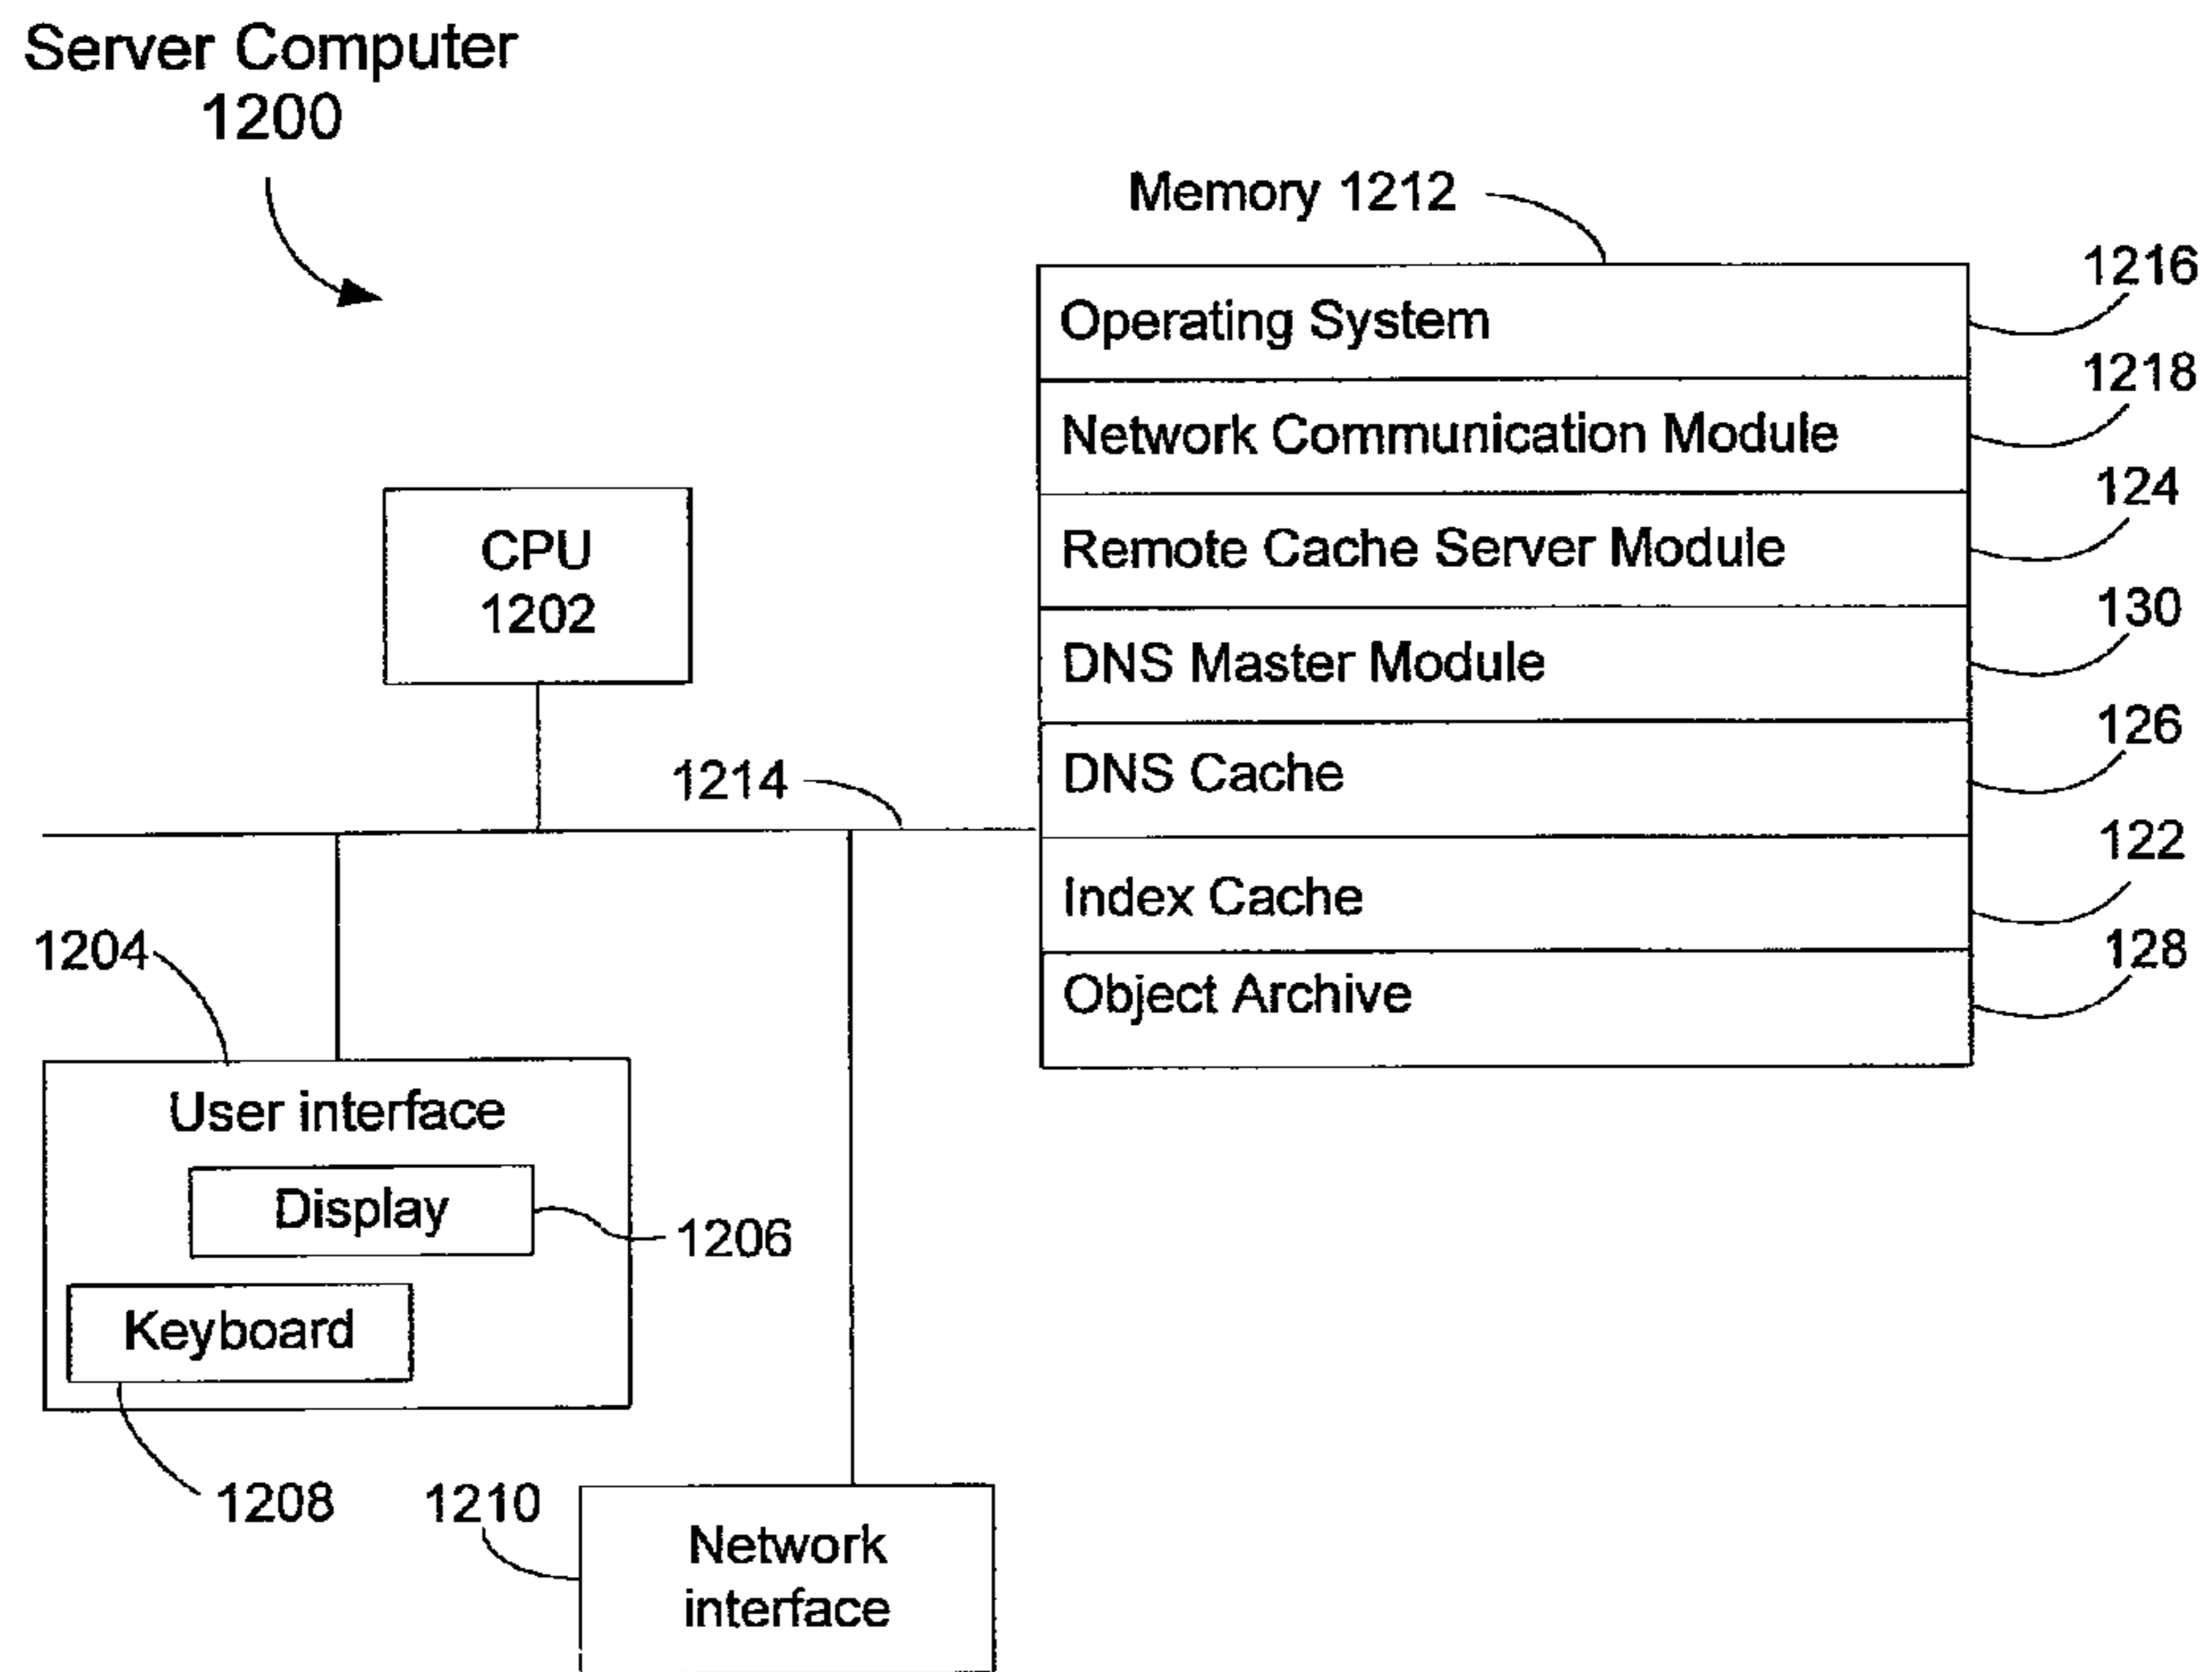 Server Computer
1200
Memory 1212
Operating System
1216
Network Communication Module
1218
Remote Cache Server Module
124
DNS Master Module
130
DNS Cache
126
Index Cache
122
Object Archive
128
CPU
1202
1214
1204
User interface
Display
1206
Keyboard
1208
1210
Network
interface